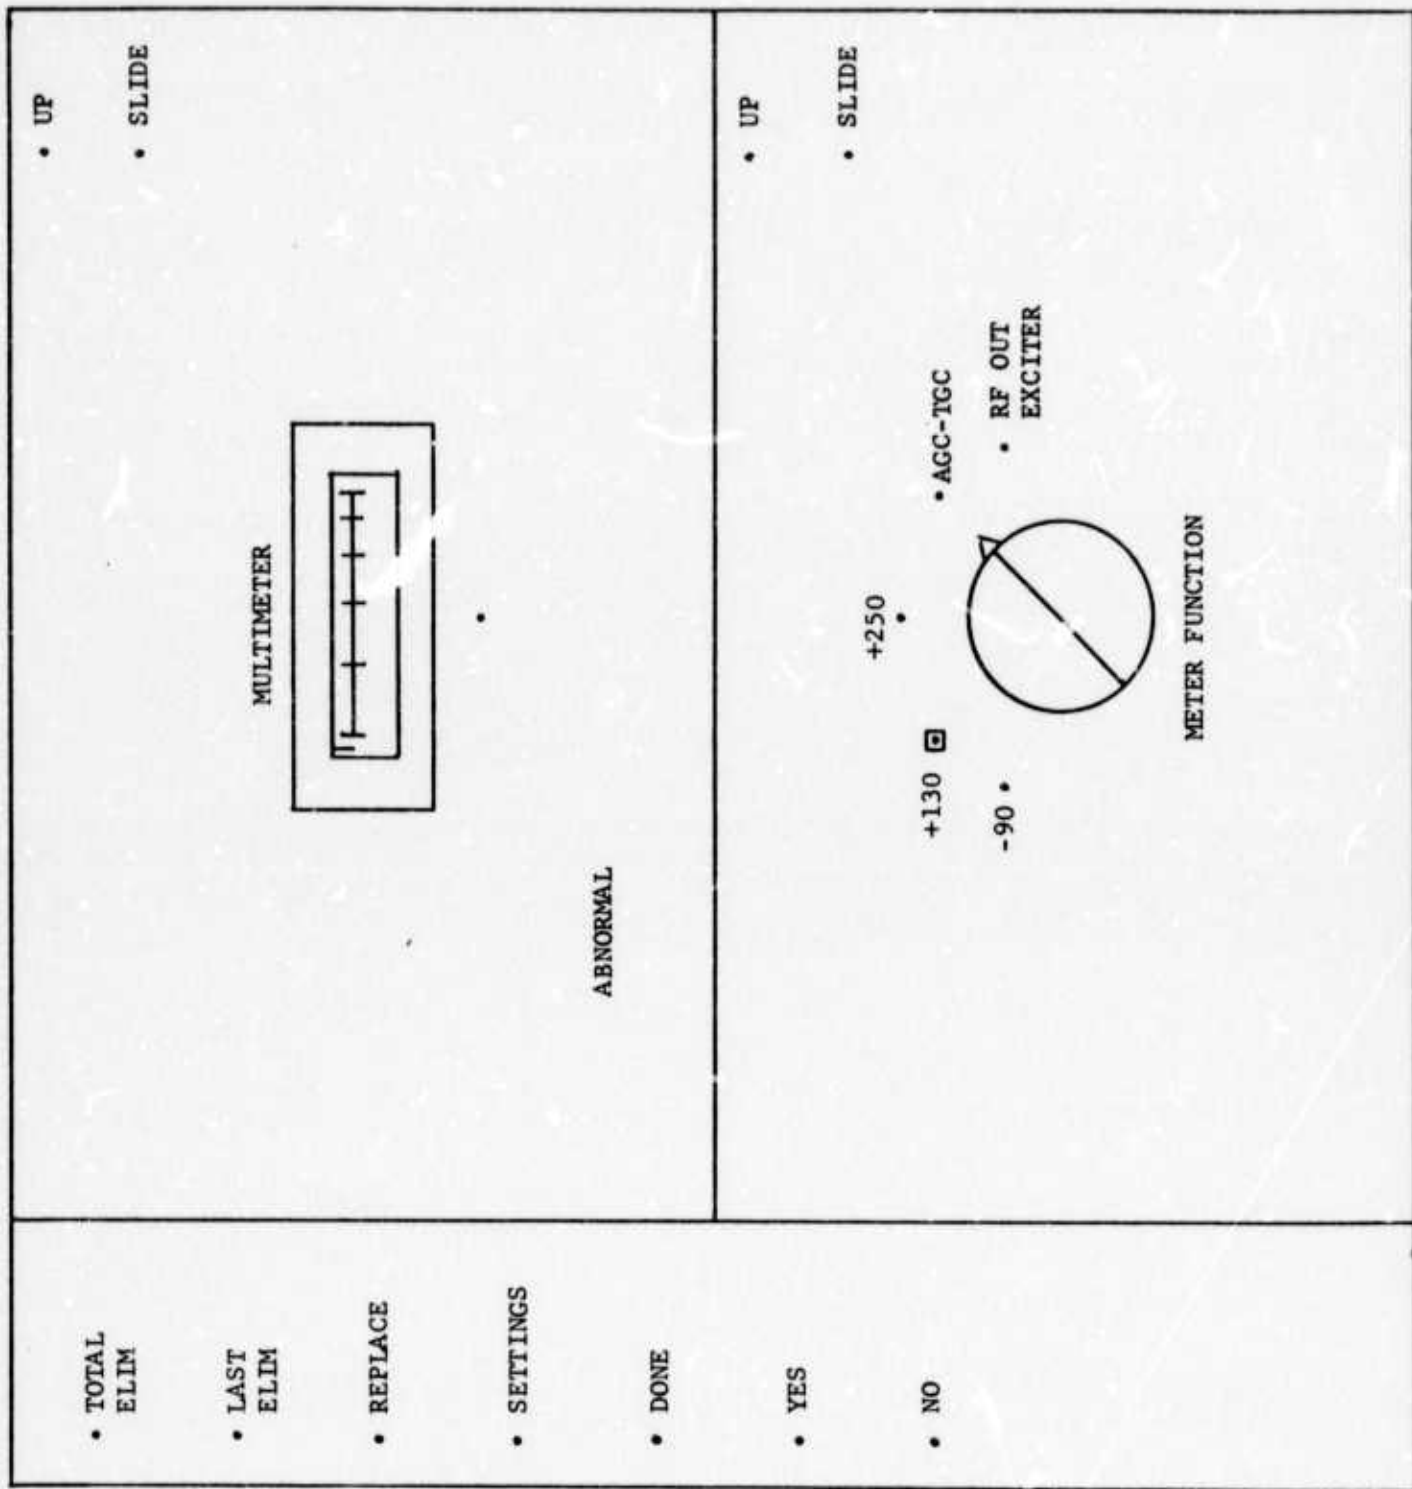 TOTAL
ELIM
LAST
ELIM
REPLACE
SETTINGS
DONE
YES
NO
UP
SLIDE
MULTIMETER
ABNORMAL
UP
SLIDE
+250
+130
AGC-TGC
-90
RF OUT
EXCITER
METER FUNCTION